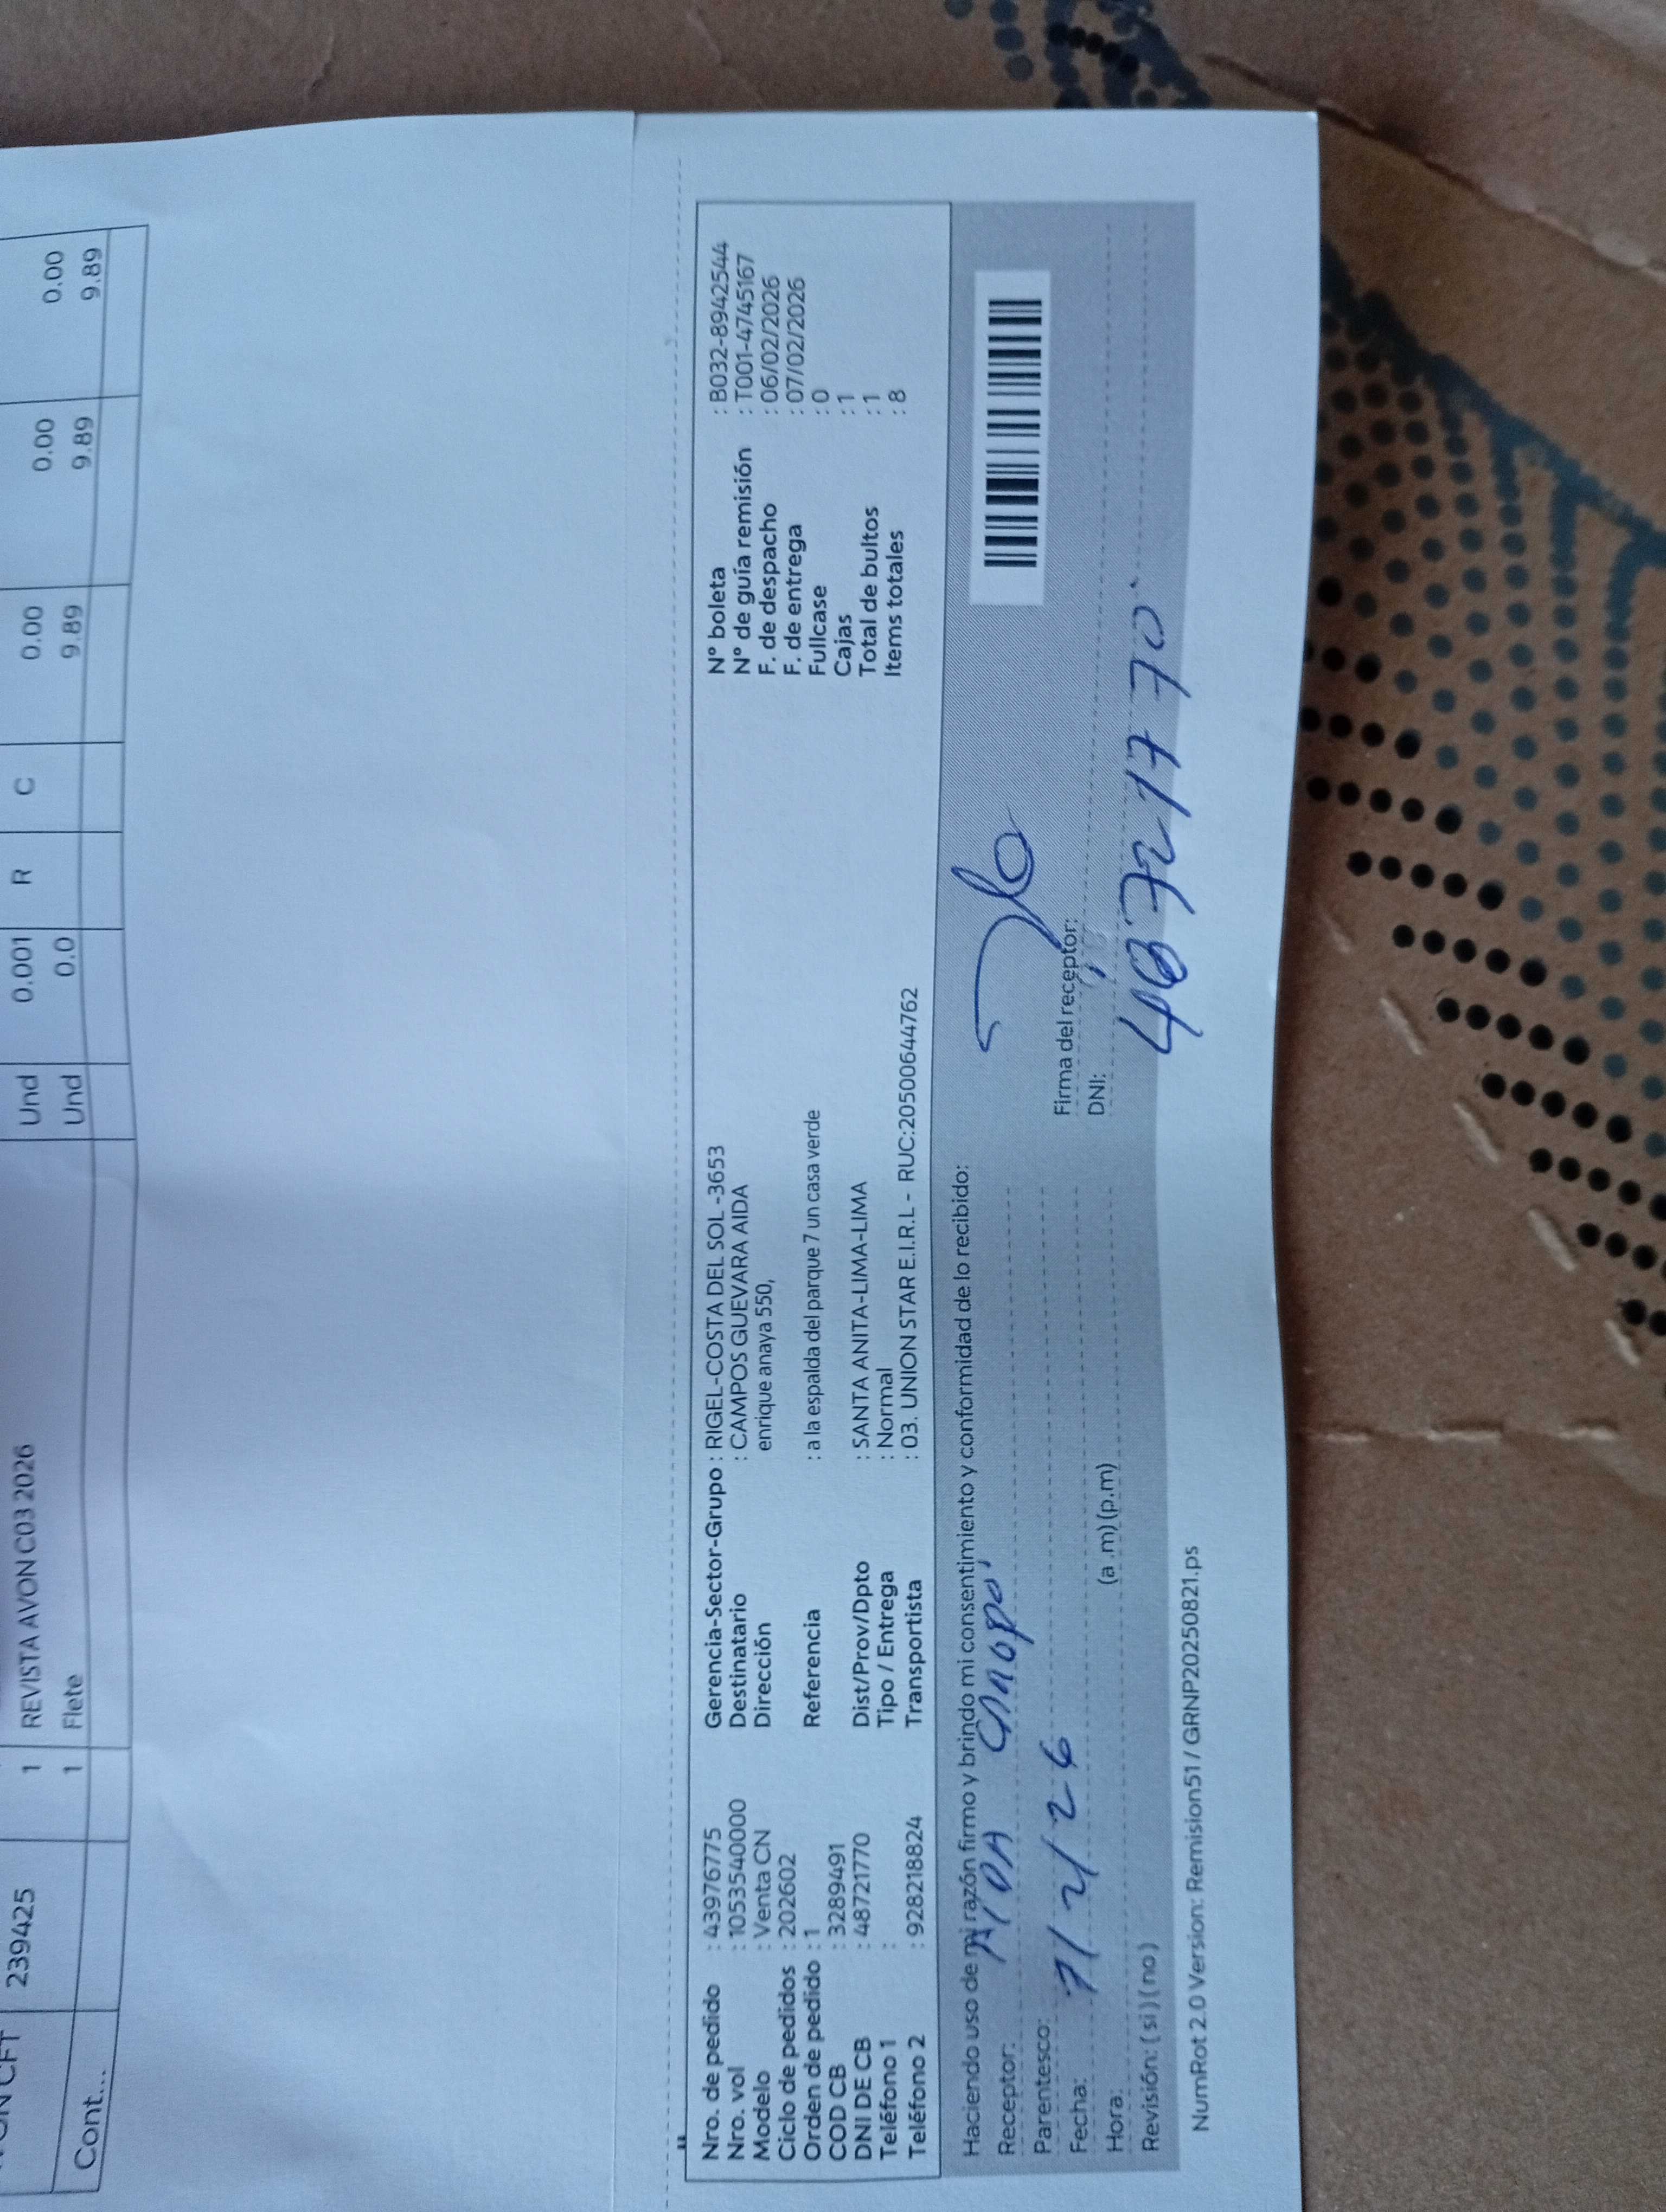 239425 1 REVISTA AVON C03 2026 Und 0.001 R C 0.00 0.00 0.00
1 Flete Und 0.0 9.89 9.89 9.89
Cont...
Nro. de pedido : 43976775
Nro. vol : 1053540000
Modelo : Venta CN
Ciclo de pedidos : 202602
Orden de pedido : 1
COD CB : 3289491
DNI DE CB : 48721770
Teléfono 1 :
Teléfono 2 : 928218824
Gerencia-Sector-Grupo : RIGEL-COSTA DEL SOL -3653
Destinatario : CAMPOS GUEVARA AIDA
Dirección enrique anaya 550,
Referencia : a la espalda del parque 7 un casa verde
Dist/Prov/Dpto : SANTA ANITA-LIMA-LIMA
Tipo / Entrega : Normal
Transportista : 03. UNION STAR E.I.R.L - RUC:20500644762
N° boleta : B032-8942544
N° de guía remisión : T001-4745167
F. de despacho : 06/02/2026
F. de entrega : 07/02/2026
Fullcase : 0
Cajas : 1
Total de bultos : 1
Items totales : 8
Haciendo uso de mi razón firmo y brindo mi consentimiento y conformidad de lo recibido:
Receptor: AIDA
Parentesco:
Fecha: 7/2/26
Hora: (a .m) (p.m)
Revisión: ( si ) ( no )
Firma del receptor:
DNI: 48721770
NumRot 2.0 Version: Remision51 / GRNP20250821.ps